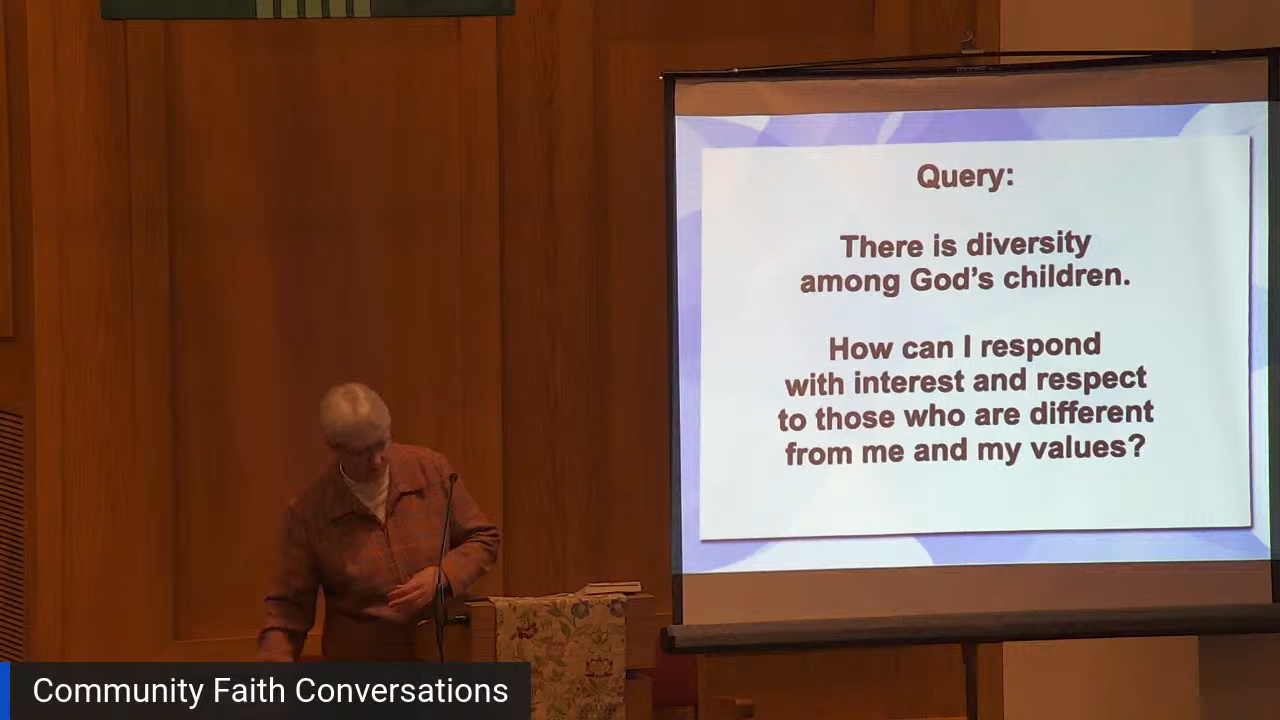 Query:
There is diversity
among God's children.
How can I respond
with interest and respect
to those who are different
from me and my values?
Community Faith Conversations